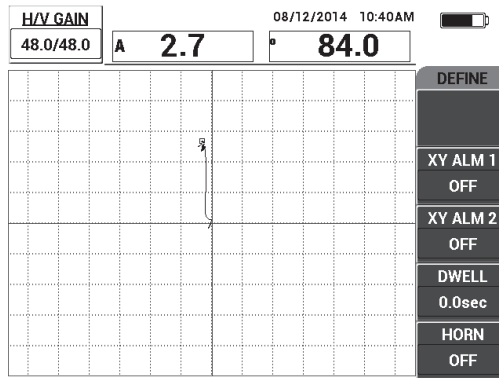 H/V GAIN
48.0/48.0
08/12/2014 10:40AM
A 2.7
° 84.0
DEFINE
XY ALM 1
OFF
XY ALM 2
OFF
DWELL
0.0sec
HORN
OFF